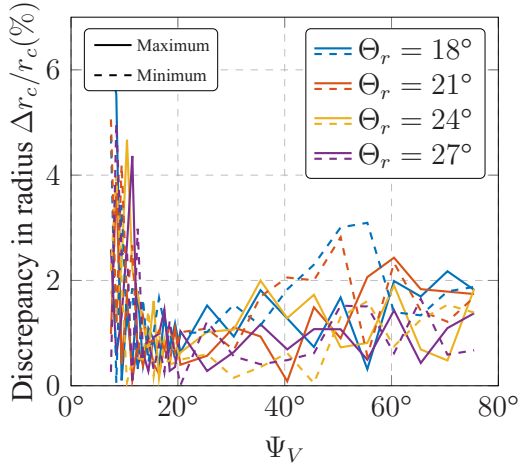 Discrepancy in radius Δr_c/r_c(%)
6
4
2
0
Maximum
Minimum
Θ_r = 18°
Θ_r = 21°
Θ_r = 24°
Θ_r = 27°
0° 20° 40° 60° 80°
Ψ_V